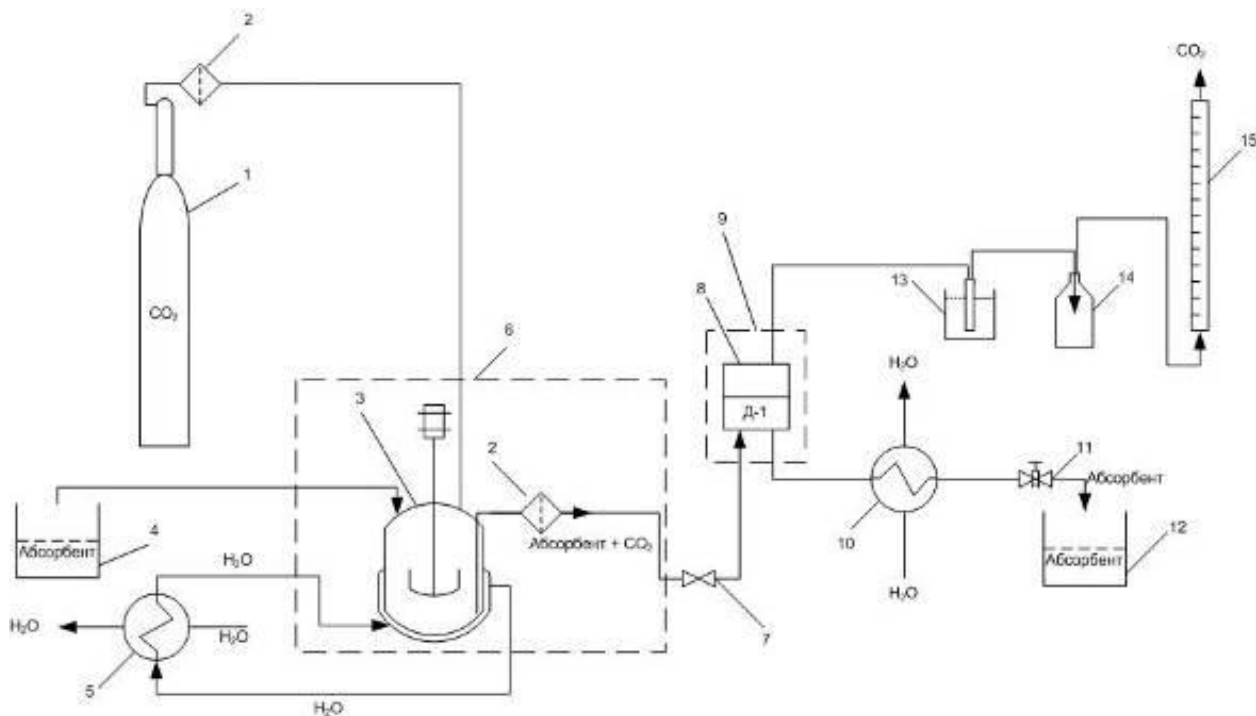 2
CO₂
1
15
9
8
13
14
CO₂
6
H₂O
3
Д-1
2
11
Абсорбент
4
Абсорбент
Абсорбент + CO₂
10
12
Абсорбент
H₂O
H₂O
H₂O
H₂O
7
5
H₂O